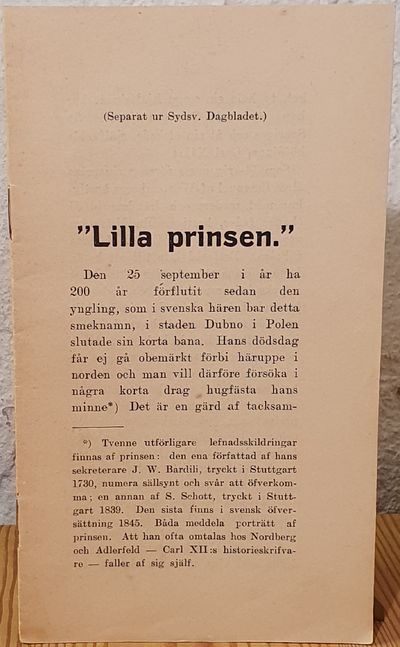 (Separat ur Sydsv. Dagbladet.)
"Lilla prinsen."
Den 25 september i år ha
200 år förflutit sedan den
yngling, som i svenska hären bar detta
smeknamn, i staden Dubno i Polen
slutade sin korta bana. Hans dödsdag
får ej gå obemärkt förbi häruppe i
norden och man vill därföre försöka i
några korta drag hugfästa hans
minne*) Det är en gärd af tacksam-
*) Tvenne utförligare lefnadsskildringar
finnas af prinsen: den ena författad af hans
sekreterare J. W. Bardili, tryckt i Stuttgart
1730, numera sällsynt och svår att öfverkom-
ma; en annan af S. Schott, tryckt i Stutt-
gart 1839. Den sista finns i svensk öfver-
sättning 1845. Båda meddela porträtt af
prinsen. Att han ofta omtalas hos Nordberg
och Adlerfeld — Carl XII:s historieskrifva-
re — faller af sig själf.